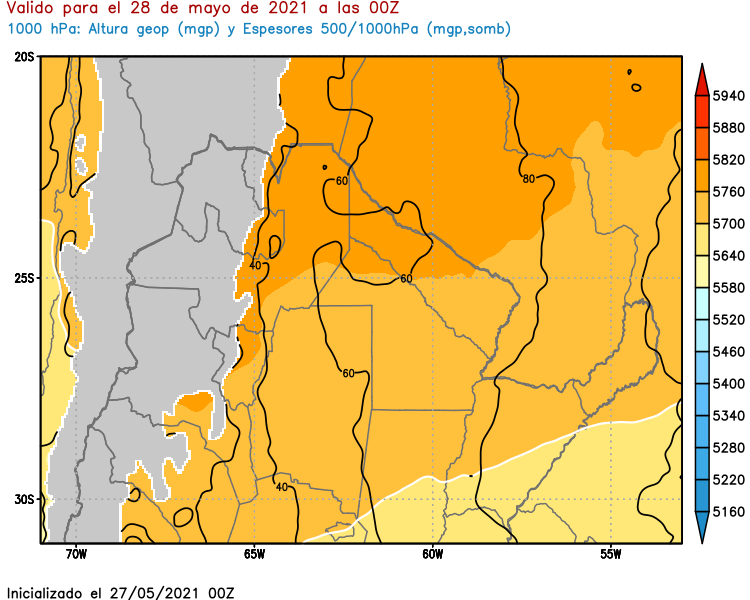 Valido para el 28 de mayo de 2021 a las 00Z
1000 hPa: Altura geop (mgp) y Espesores 500/1000hPa (mgp,somb)
20S
25S
30S
70W
65W
60W
55W
60
80
40
60
60
40
5940
5880
5820
5760
5700
5640
5580
5520
5460
5400
5340
5280
5220
5160
Inicializado el 27/05/2021 00Z